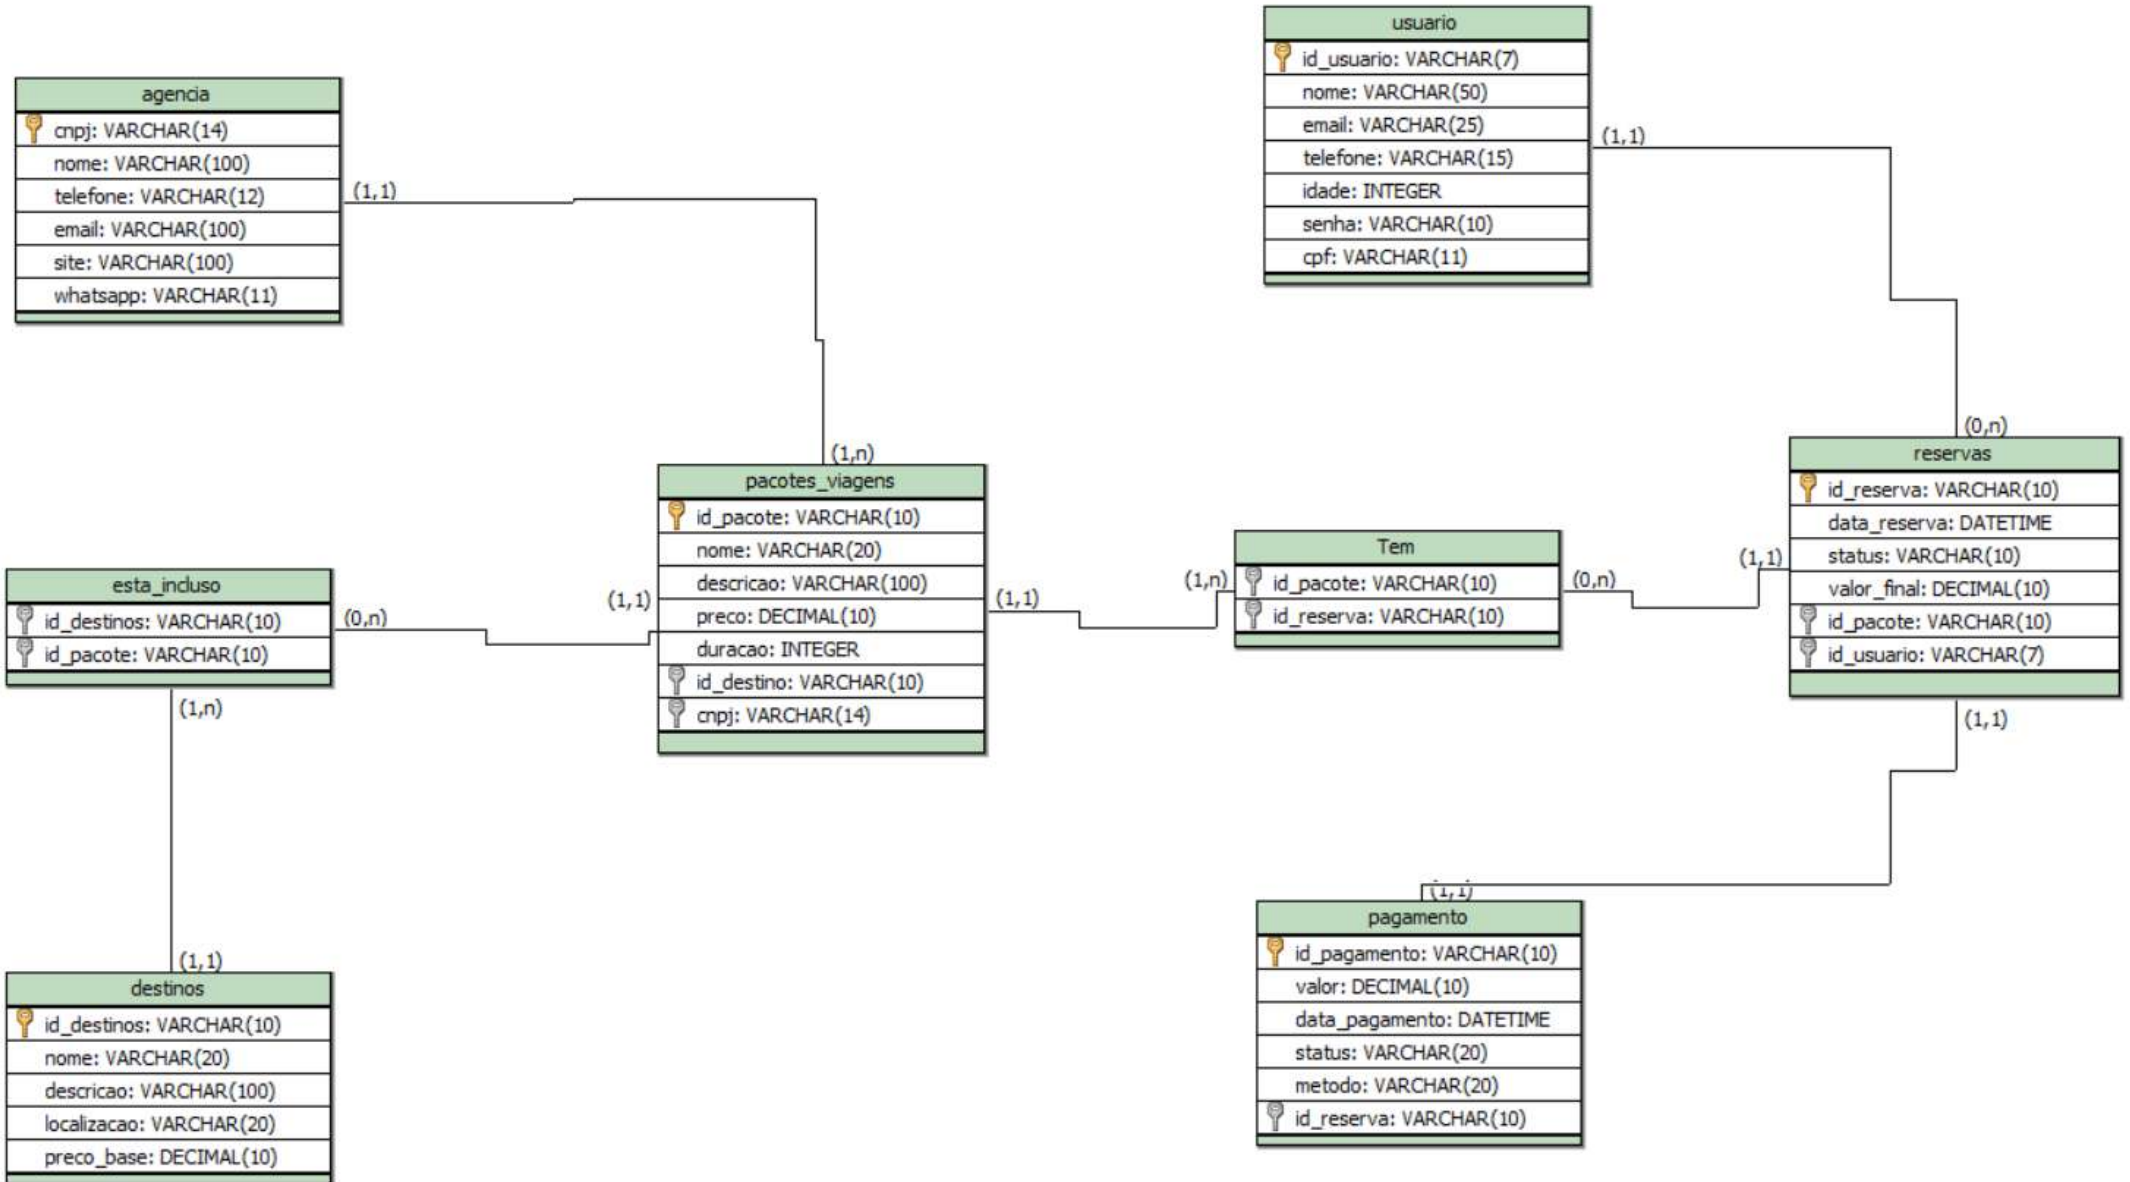 usuario
id_usuario: VARCHAR(7)
nome: VARCHAR(50)
email: VARCHAR(25)
telefone: VARCHAR(15)
idade: INTEGER
senha: VARCHAR(10)
cpf: VARCHAR(11)
(1,1)
(0,n)
agencia
cnpj: VARCHAR(14)
nome: VARCHAR(100)
telefone: VARCHAR(12)
email: VARCHAR(100)
site: VARCHAR(100)
whatsapp: VARCHAR(11)
(1,1)
(1,n)
pacotes_viagens
id_pacote: VARCHAR(10)
nome: VARCHAR(20)
descricao: VARCHAR(100)
preco: DECIMAL(10)
duracao: INTEGER
id_destino: VARCHAR(10)
cnpj: VARCHAR(14)
(1,1)
(1,1)
(1,n)
Tem
id_pacote: VARCHAR(10)
id_reserva: VARCHAR(10)
(0,n)
(1,1)
reservas
id_reserva: VARCHAR(10)
data_reserva: DATETIME
status: VARCHAR(10)
valor_final: DECIMAL(10)
id_pacote: VARCHAR(10)
id_usuario: VARCHAR(7)
(1,1)
esta_incluso
id_destinos: VARCHAR(10)
id_pacote: VARCHAR(10)
(0,n)
(1,n)
(1,1)
destinos
id_destinos: VARCHAR(10)
nome: VARCHAR(20)
descricao: VARCHAR(100)
localizacao: VARCHAR(20)
preco_base: DECIMAL(10)
(1,1)
pagamento
id_pagamento: VARCHAR(10)
valor: DECIMAL(10)
data_pagamento: DATETIME
status: VARCHAR(20)
metodo: VARCHAR(20)
id_reserva: VARCHAR(10)